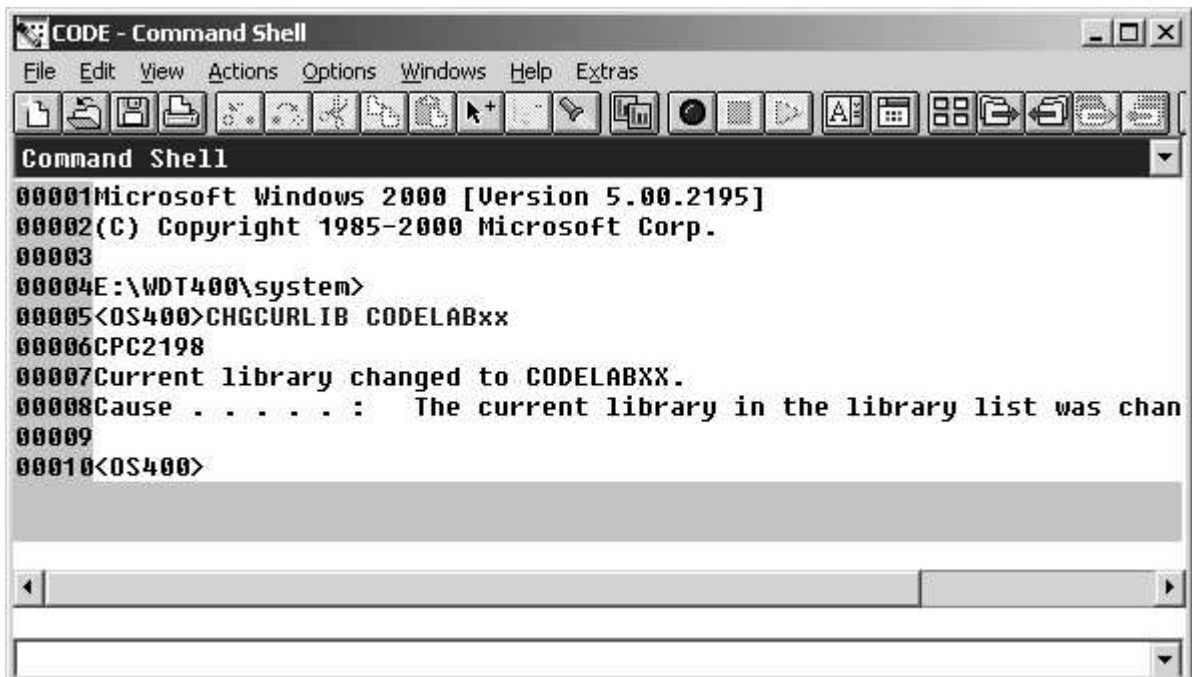 CODE - Command Shell
File Edit View Actions Options Windows Help Extras
Command Shell
00001Microsoft Windows 2000 [Version 5.00.2195]
00002(C) Copyright 1985-2000 Microsoft Corp.
00003
00004E:\WDT400\system>
00005<OS400>CHGCURLIB CODELABxx
00006CPC2198
00007Current library changed to CODELABXX.
00008Cause . . . . . :   The current library in the library list was chan
00009
00010<OS400>